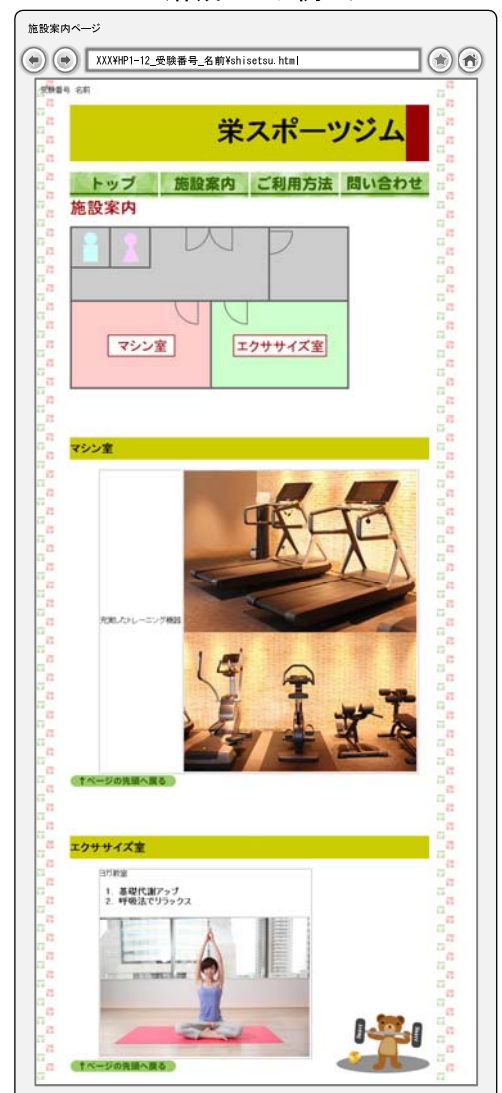 施設案内ページ
XXX¥HP1-12_受験番号_名前¥shisetsu.html
受験番号 名前
栄スポーツジム
トップ 施設案内 ご利用方法 問い合わせ
施設案内
マシン室 エクササイズ室
マシン室
充実したトレーニング機器
↑ページの先頭へ戻る
エクササイズ室
ヨガ教室
1. 基礎代謝アップ
2. 呼吸法でリラックス
↑ページの先頭へ戻る